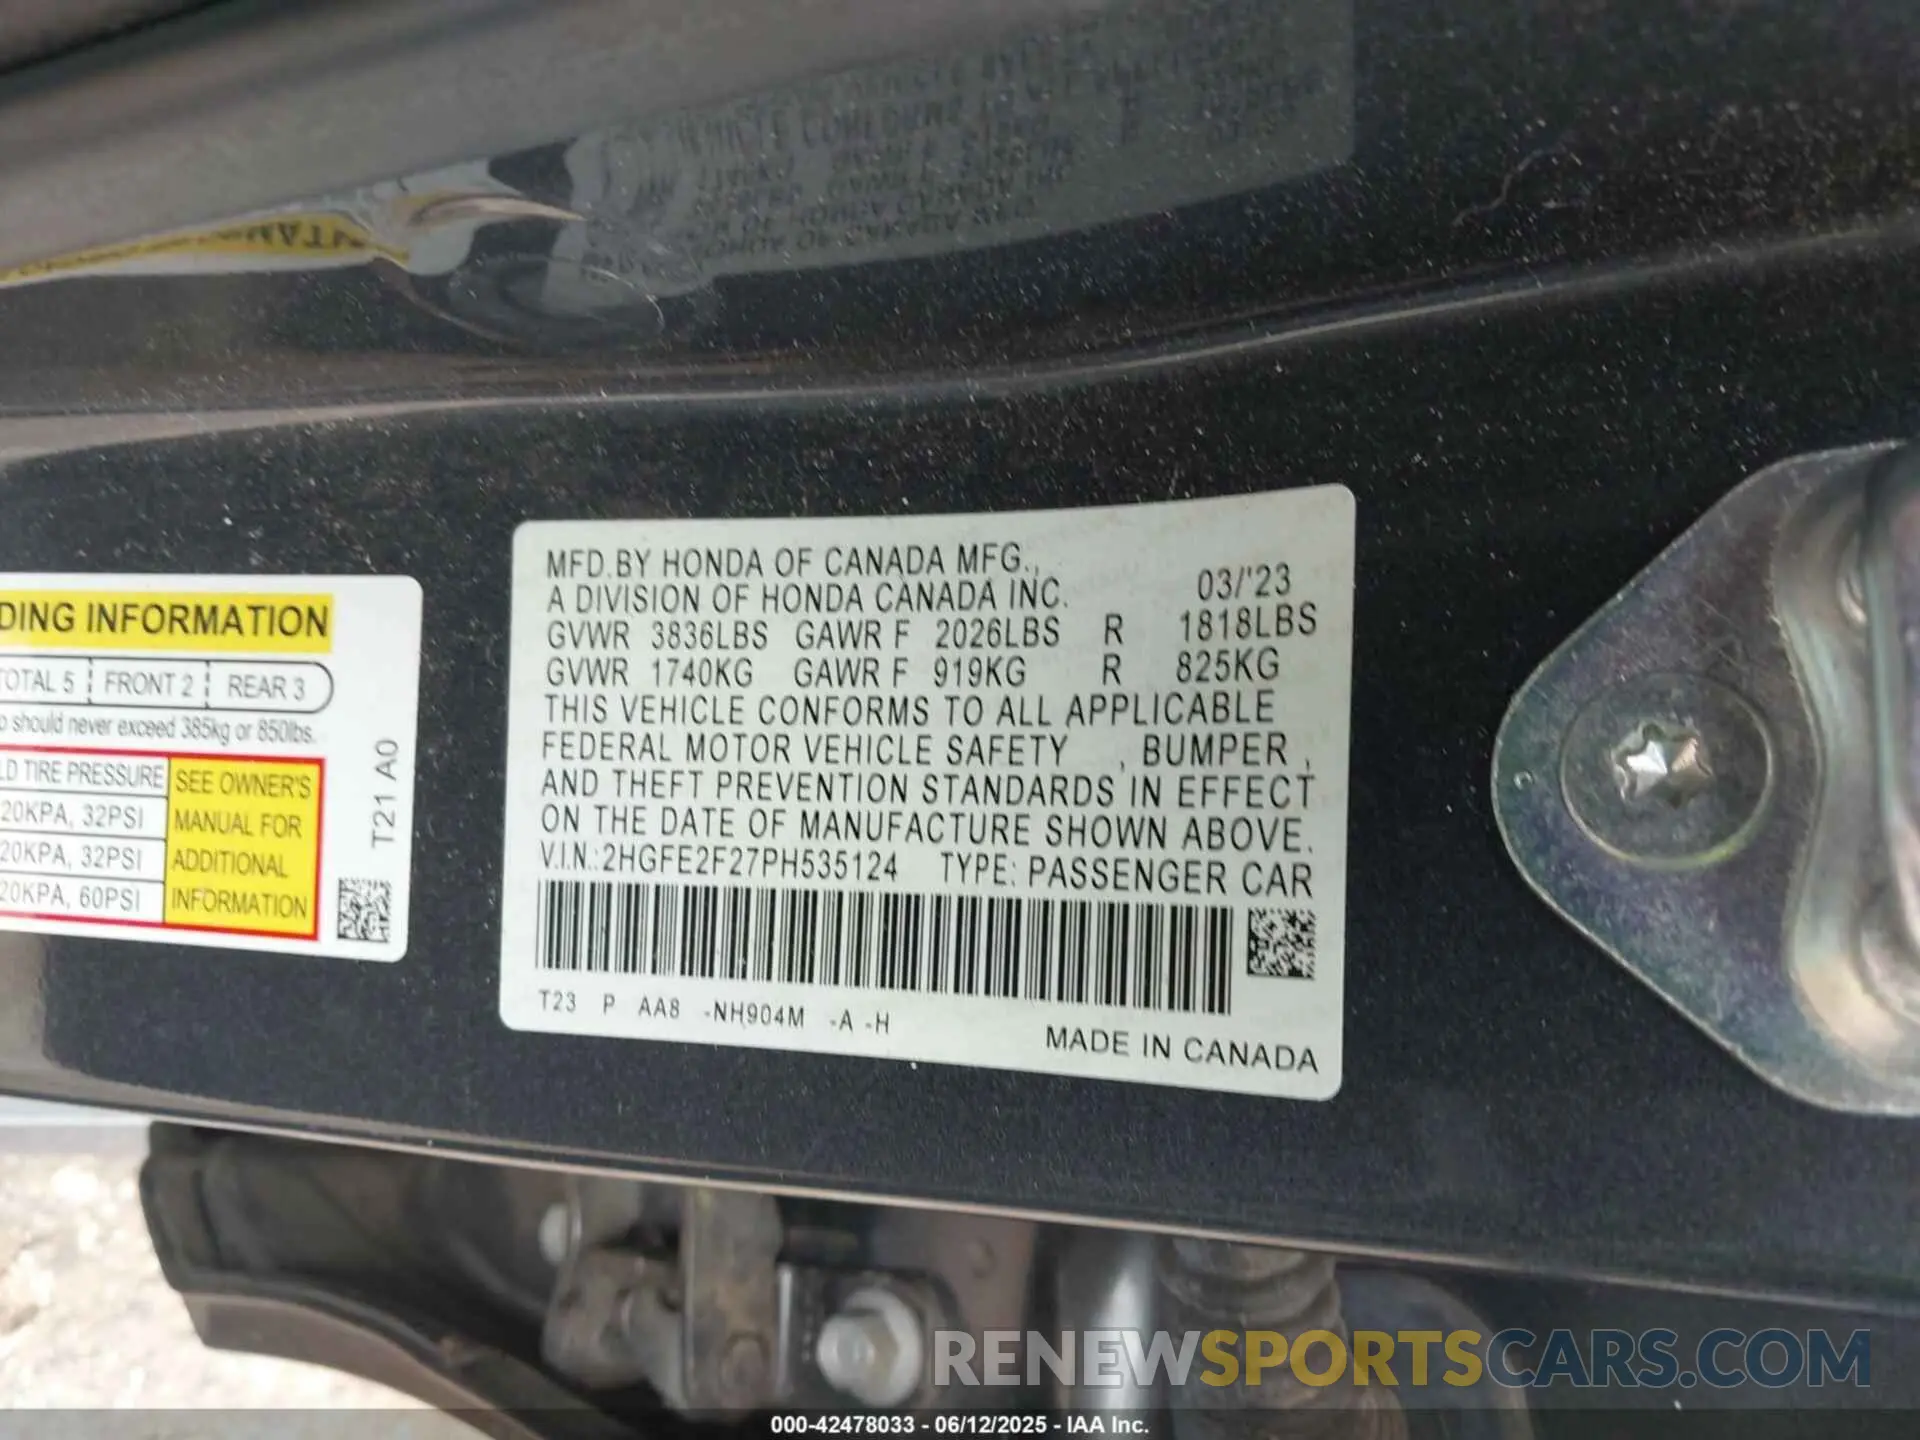 MFD.BY HONDA OF CANADA MFG.,
A DIVISION OF HONDA CANADA INC. 03/'23
GVWR 3836LBS GAWR F 2026LBS R 1818LBS
GVWR 1740KG GAWR F 919KG R 825KG
THIS VEHICLE CONFORMS TO ALL APPLICABLE
FEDERAL MOTOR VEHICLE SAFETY , BUMPER ,
AND THEFT PREVENTION STANDARDS IN EFFECT
ON THE DATE OF MANUFACTURE SHOWN ABOVE.
V.I.N.:2HGFE2F27PH535124 TYPE: PASSENGER CAR
T23 P AA8 -NH904M -A -H
MADE IN CANADA
DING INFORMATION
TOTAL 5 FRONT 2 REAR 3
should never exceed 385kg or 850lbs.
LD TIRE PRESSURE
20KPA, 32PSI
20KPA, 32PSI
20KPA, 60PSI
SEE OWNER'S
MANUAL FOR
ADDITIONAL
INFORMATION
T21 A0
RENEWSPORTSCARS.COM
000-42478033 - 06/12/2025 - IAA Inc.